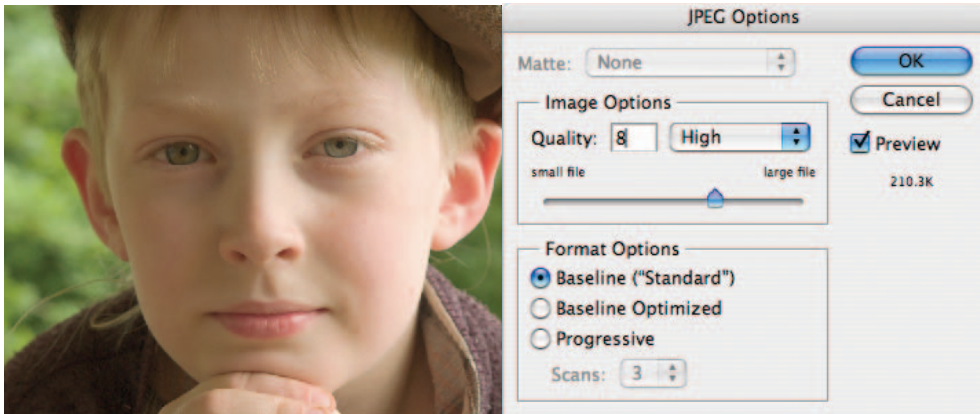 JPEG Options
Matte: None
OK
Cancel
Image Options
Quality: 8 High
Preview
small file large file
210.3K
Format Options
Baseline ("Standard")
Baseline Optimized
Progressive
Scans: 3